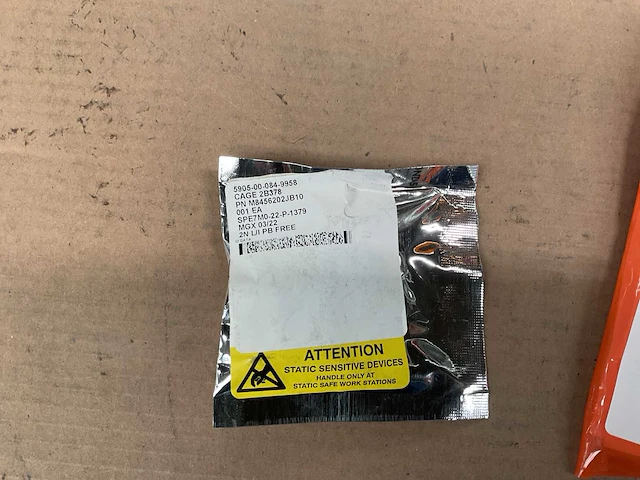 5905-00-084-9958
CAGE 2B378
PN M8456202JB10
001 EA
SPE7M0-22-P-1379
MGX 03/22
2N L/I PB FREE
ATTENTION
STATIC SENSITIVE DEVICES
HANDLE ONLY AT
STATIC SAFE WORK STATIONS